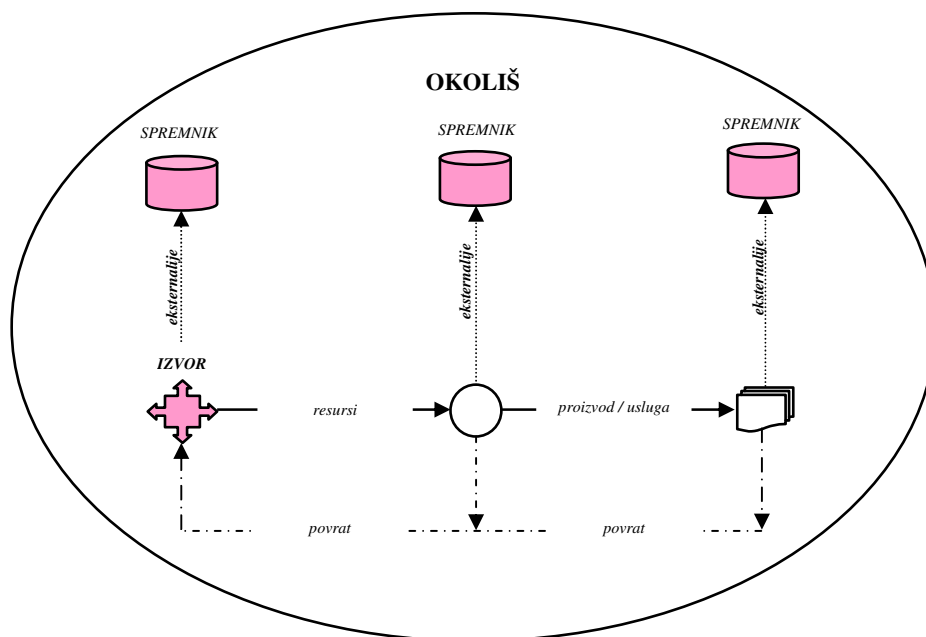 OKOLIŠ
SPREMNIK
SPREMNIK
SPREMNIK
eksternalije
eksternalije
eksternalije
IZVOR
resursi
proizvod / usluga
povrat
povrat